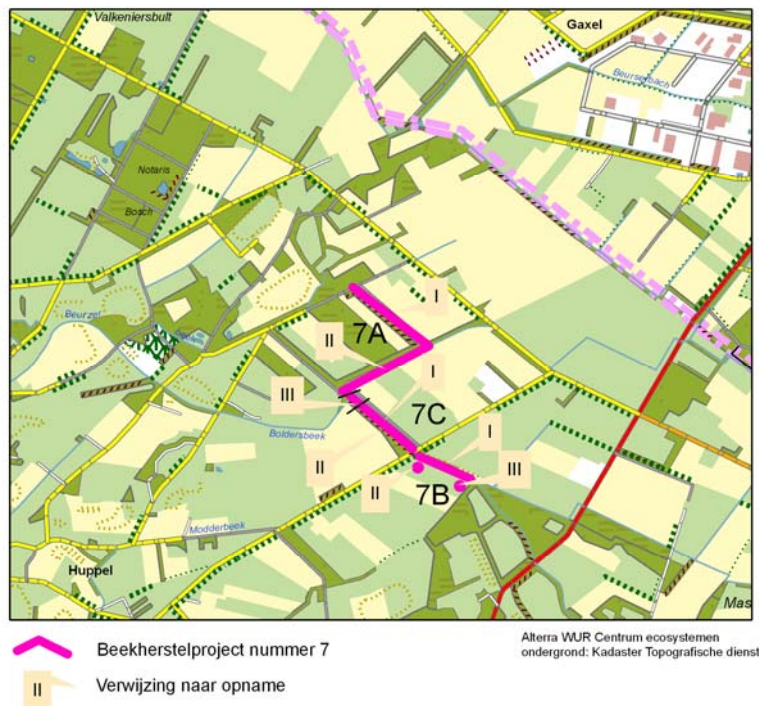 Valkeniersbult
Gaxel
Beurserbach
Notaris
Bosch
Beurzel
I
7A
II
I
III
7C
Boldersbeek
I
II
II
7B
III
Modderbeek
Huppel
Mas
Beekherstelproject nummer 7
II Verwijzing naar opname
Alterra WUR Centrum ecosystemen
ondergrond: Kadaster Topografische dienst